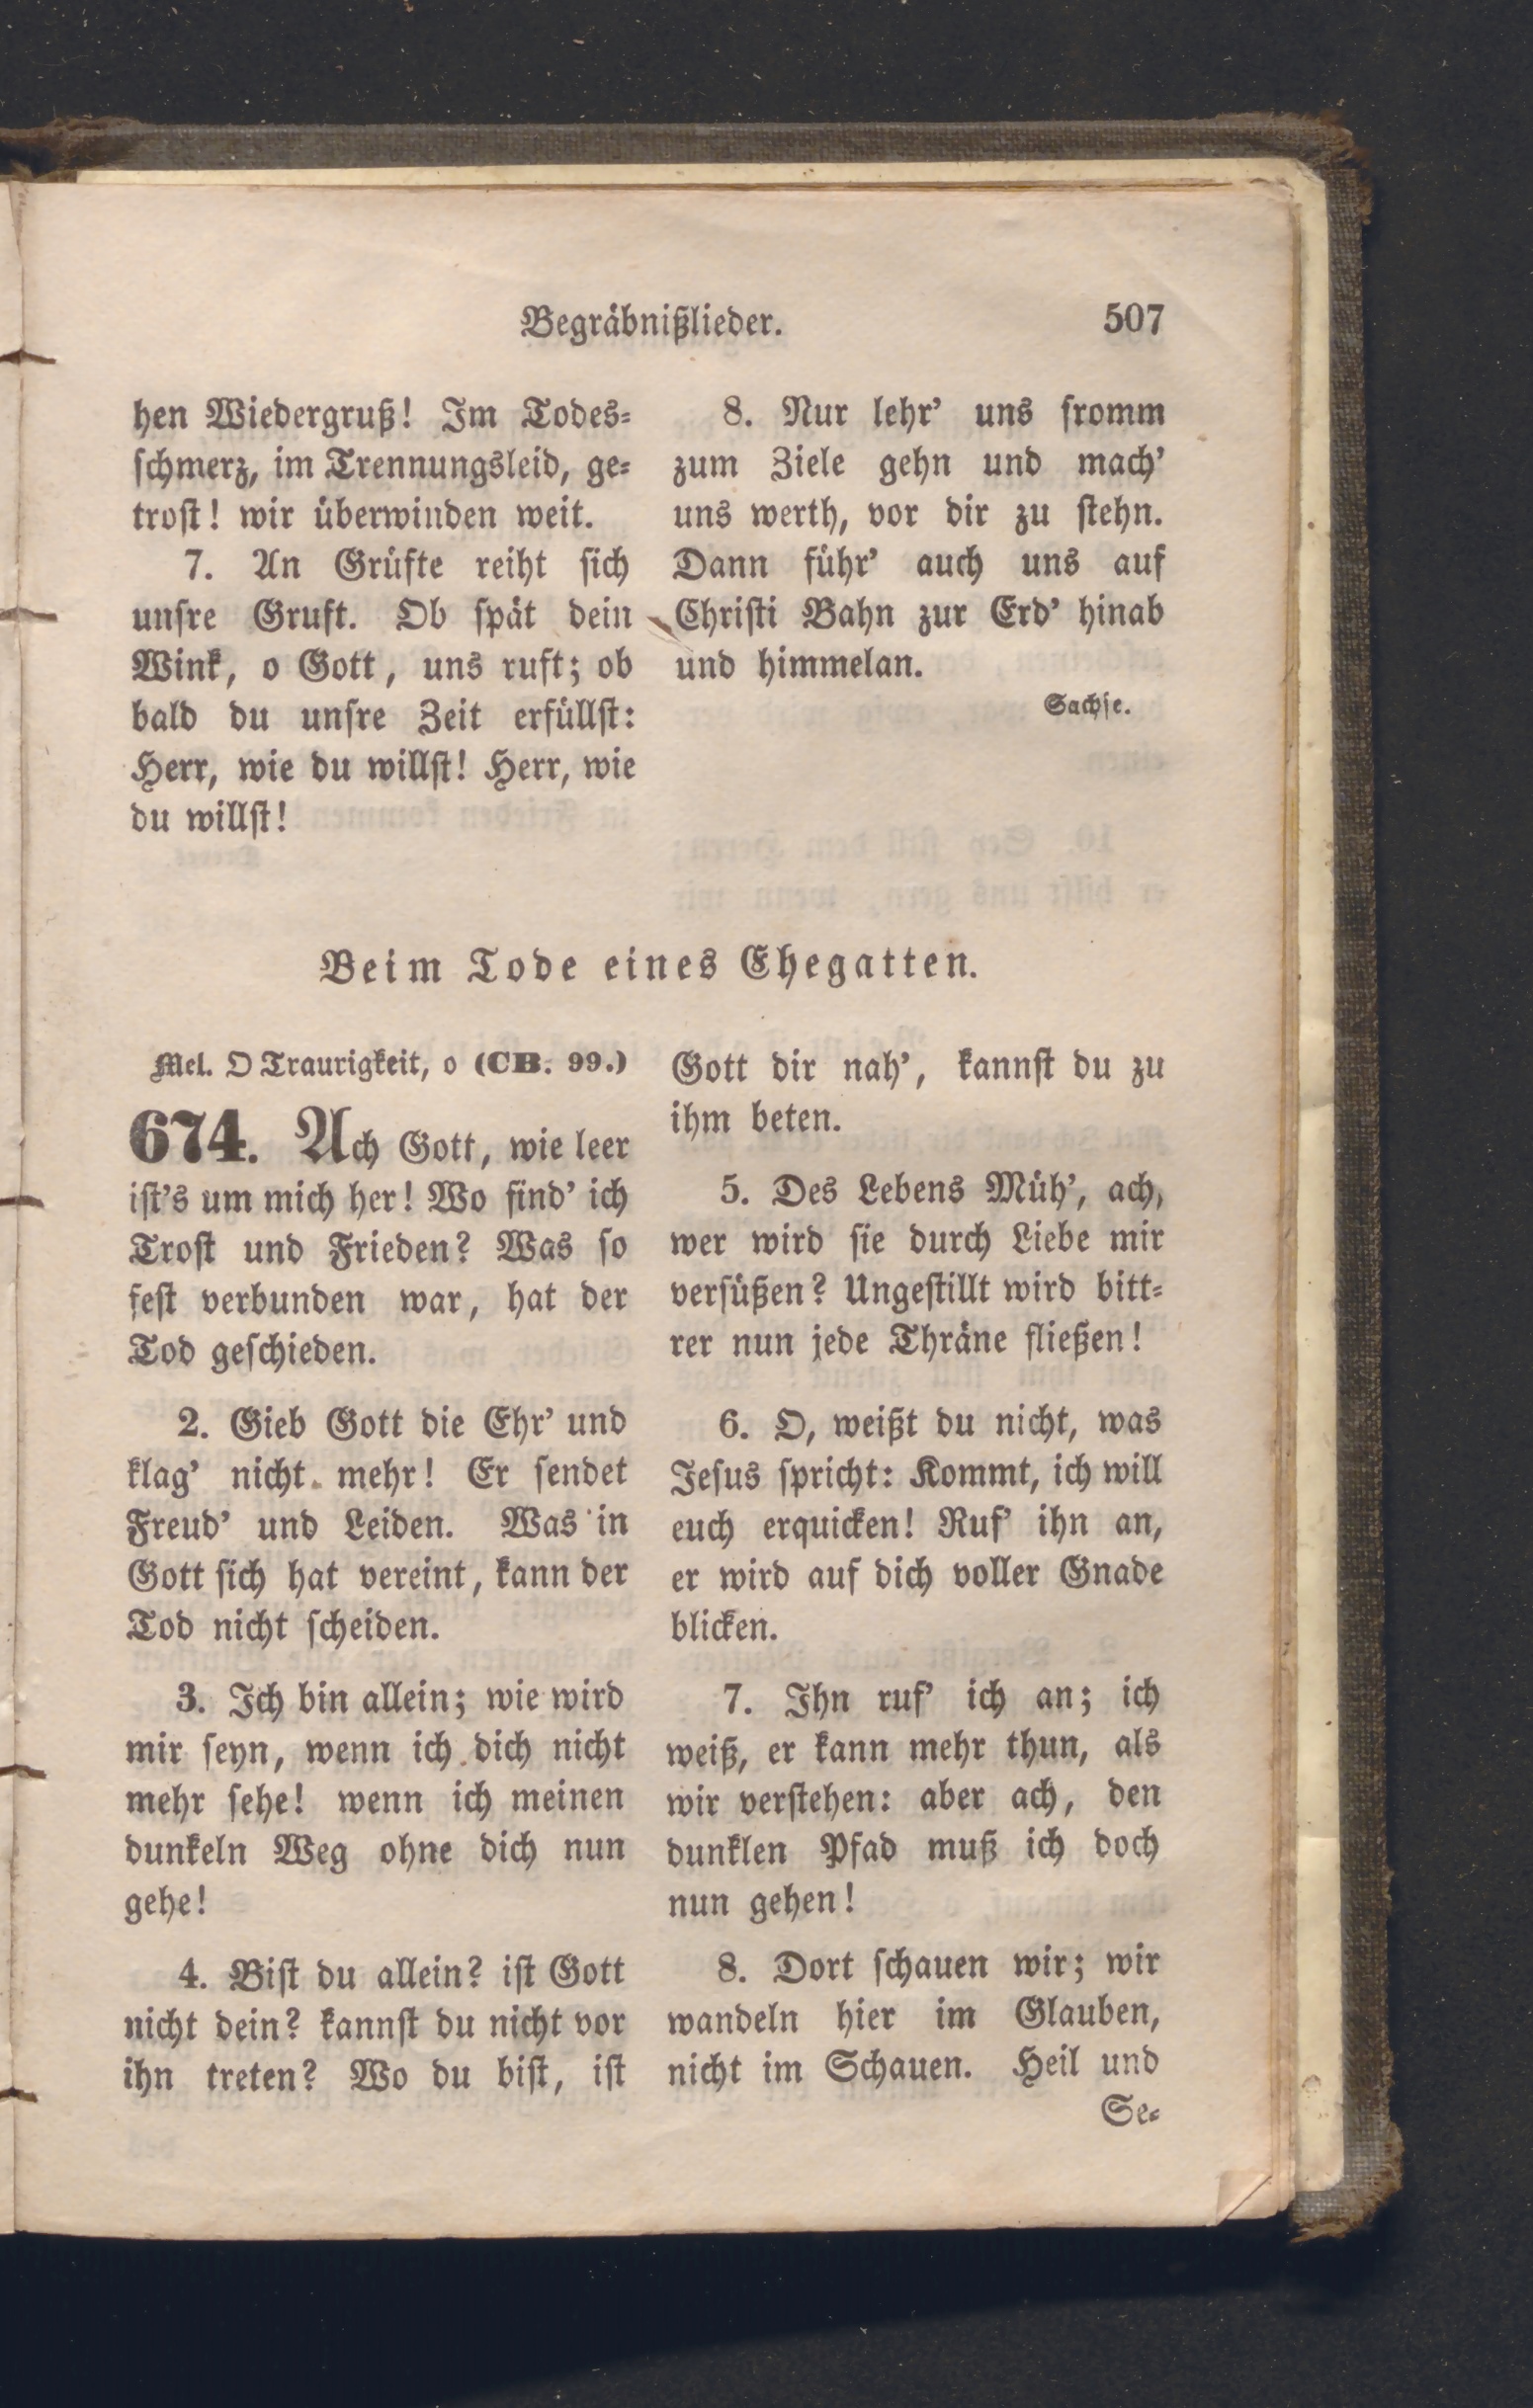 Begräbnißlieder. 507
hen Wiedergruß! Im Todes-
schmerz, im Trennungsleid, ge-
trost! wir überwinden weit.
7. An Grüfte reiht sich
unsre Gruft. Ob spät dein
Wink, o Gott, uns ruft; ob
bald du unsre Zeit erfüllst:
Herr, wie du willst! Herr, wie
du willst!
8. Nur lehr' uns fromm
zum Ziele gehn und mach'
uns werth, vor dir zu stehn.
Dann führ' auch uns auf
Christi Bahn zur Erd' hinab
und himmelan.
Sachse.
Beim Tode eines Ehegatten.
Mel. O Traurigkeit, o (CB. 99.)
674. Ach Gott, wie leer
ist's um mich her! Wo find' ich
Trost und Frieden? Was so
fest verbunden war, hat der
Tod geschieden.
2. Gieb Gott die Ehr' und
klag' nicht mehr! Er sendet
Freud' und Leiden. Was in
Gott sich hat vereint, kann der
Tod nicht scheiden.
3. Ich bin allein; wie wird
mir seyn, wenn ich dich nicht
mehr sehe! wenn ich meinen
dunkeln Weg ohne dich nun
gehe!
4. Bist du allein? ist Gott
nicht dein? kannst du nicht vor
ihn treten? Wo du bist, ist
Gott dir nah', kannst du zu
ihm beten.
5. Des Lebens Müh', ach,
wer wird sie durch Liebe mir
versüßen? Ungestillt wird bitt-
rer nun jede Thräne fließen!
6. O, weißt du nicht, was
Jesus spricht: Kommt, ich will
euch erquicken! Ruf' ihn an,
er wird auf dich voller Gnade
blicken.
7. Ihn ruf' ich an; ich
weiß, er kann mehr thun, als
wir verstehen: aber ach, den
dunklen Pfad muß ich doch
nun gehen!
8. Dort schauen wir; wir
wandeln hier im Glauben,
nicht im Schauen. Heil und
Se-